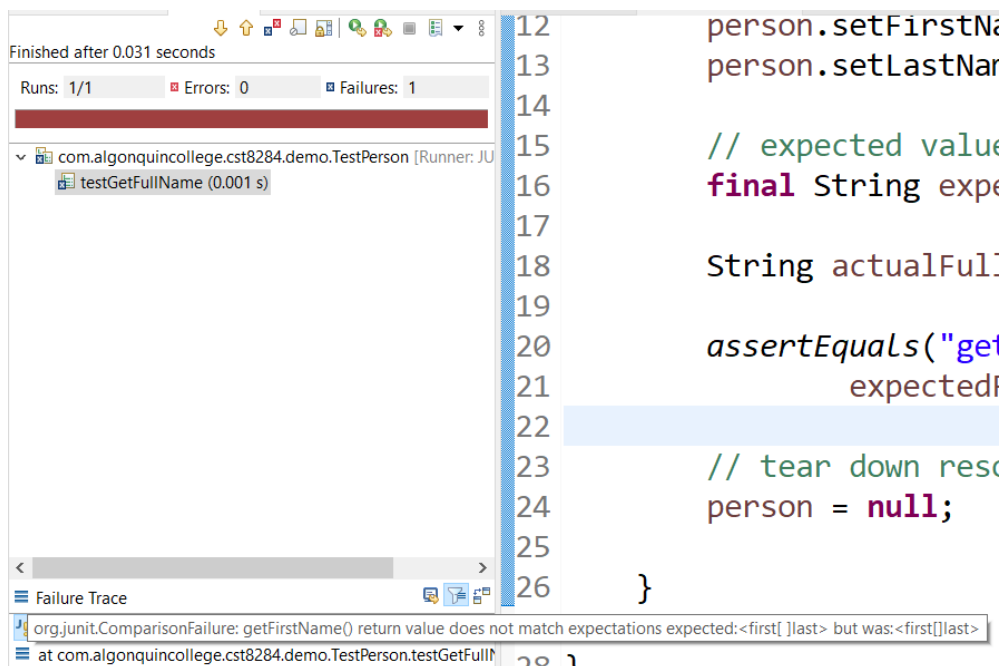 Finished after 0.031 seconds
Runs: 1/1 Errors: 0 Failures: 1
com.algonquincollege.cst8284.demo.TestPerson [Runner: JU
testGetFullName (0.001 s)
Failure Trace
org.junit.ComparisonFailure: getFirstName() return value does not match expectations expected:<first[ ]last> but was:<first[]last>
at com.algonquincollege.cst8284.demo.TestPerson.testGetFullN
12 person.setFirstNa
13 person.setLastNam
14
15 // expected value
16 final String expe
17
18 String actualFull
19
20 assertEquals("get
21 expectedF
22
23 // tear down reso
24 person = null;
25
26 }
28 }